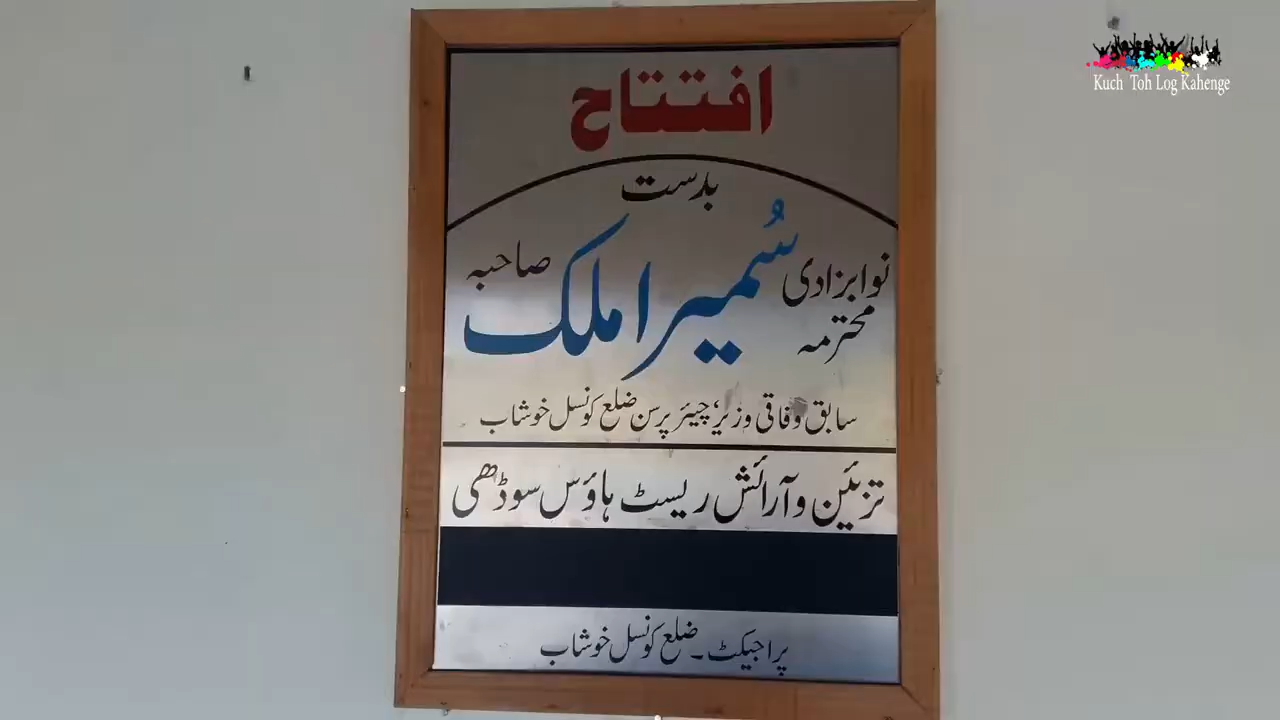 افتتاح
بدست
نوابزادی محترمہ سُمیرا ملک صاحبہ
سابق وفاقی وزیر، چیئر پرسن ضلع کونسل خوشاب
تزئین و آرائش ریسٹ ہاؤس سوڈھی
پراجیکٹ۔ ضلع کونسل خوشاب
Kuch Toh Log Kahenge